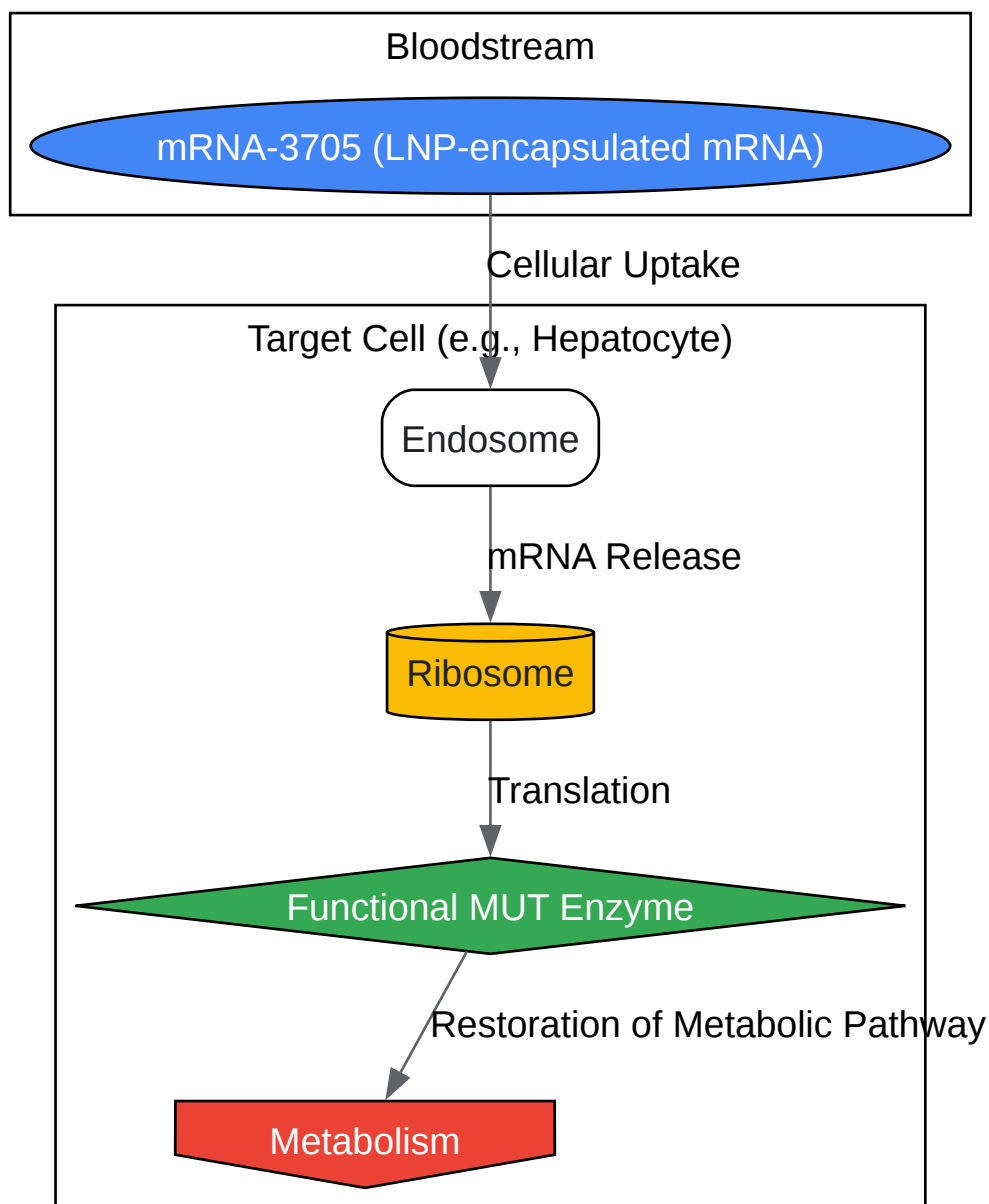 Bloodstream
mRNA-3705 (LNP-encapsulated mRNA)
Cellular Uptake
Target Cell (e.g., Hepatocyte)
Endosome
mRNA Release
Ribosome
Translation
Functional MUT Enzyme
Restoration of Metabolic Pathway
Metabolism